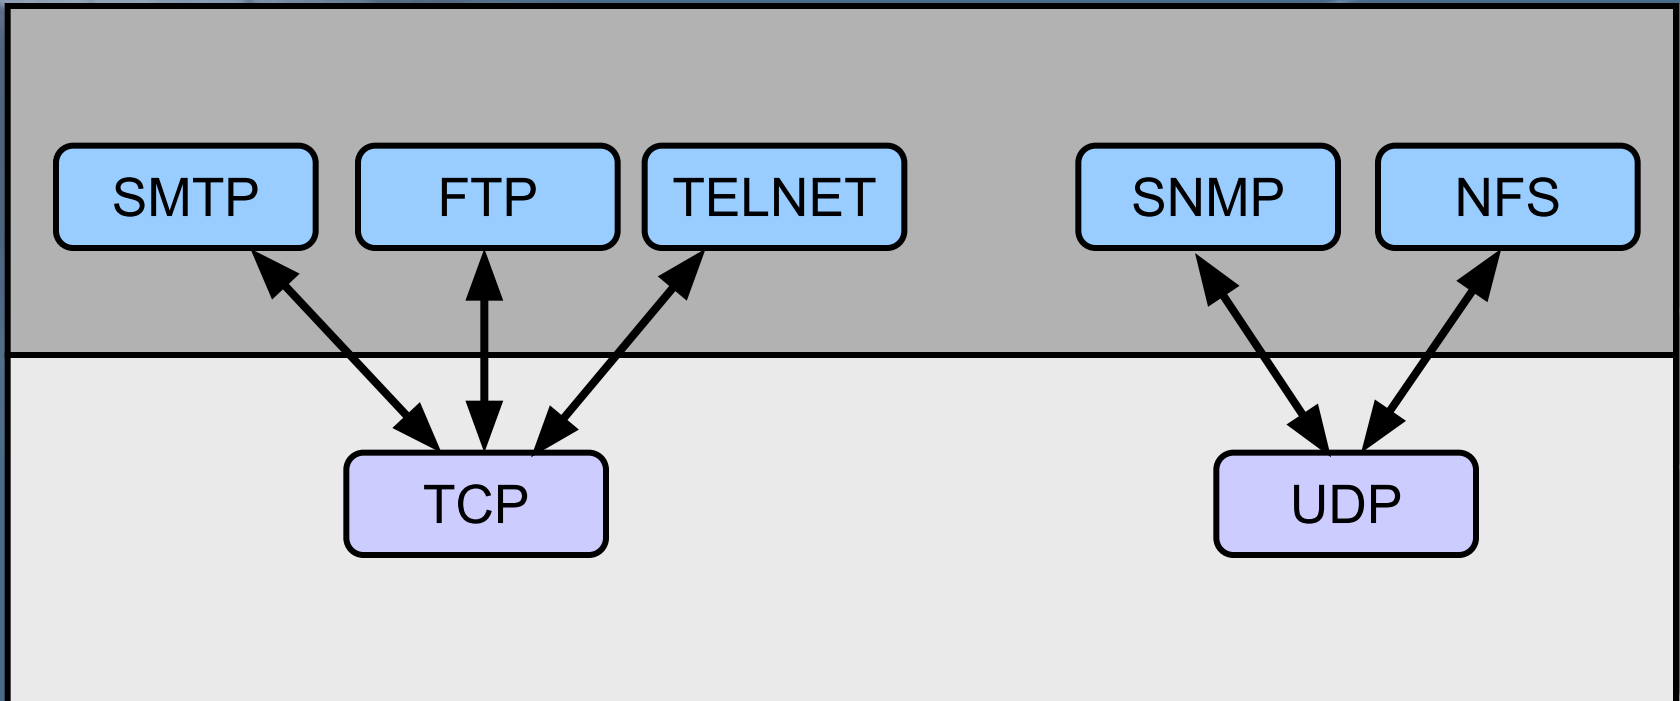 SMTP
FTP
TELNET
SNMP
NFS
TCP
UDP